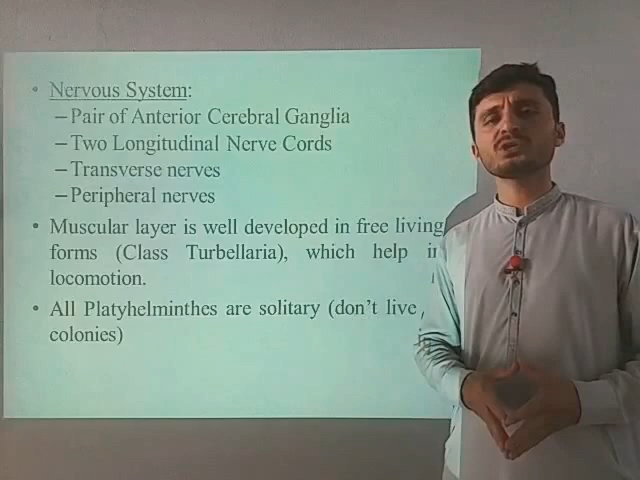 • Nervous System:
–Pair of Anterior Cerebral Ganglia
–Two Longitudinal Nerve Cords
–Transverse nerves
–Peripheral nerves
• Muscular layer is well developed in free living
forms (Class Turbellaria), which help in
locomotion.
• All Platyhelminthes are solitary (don't live
colonies)